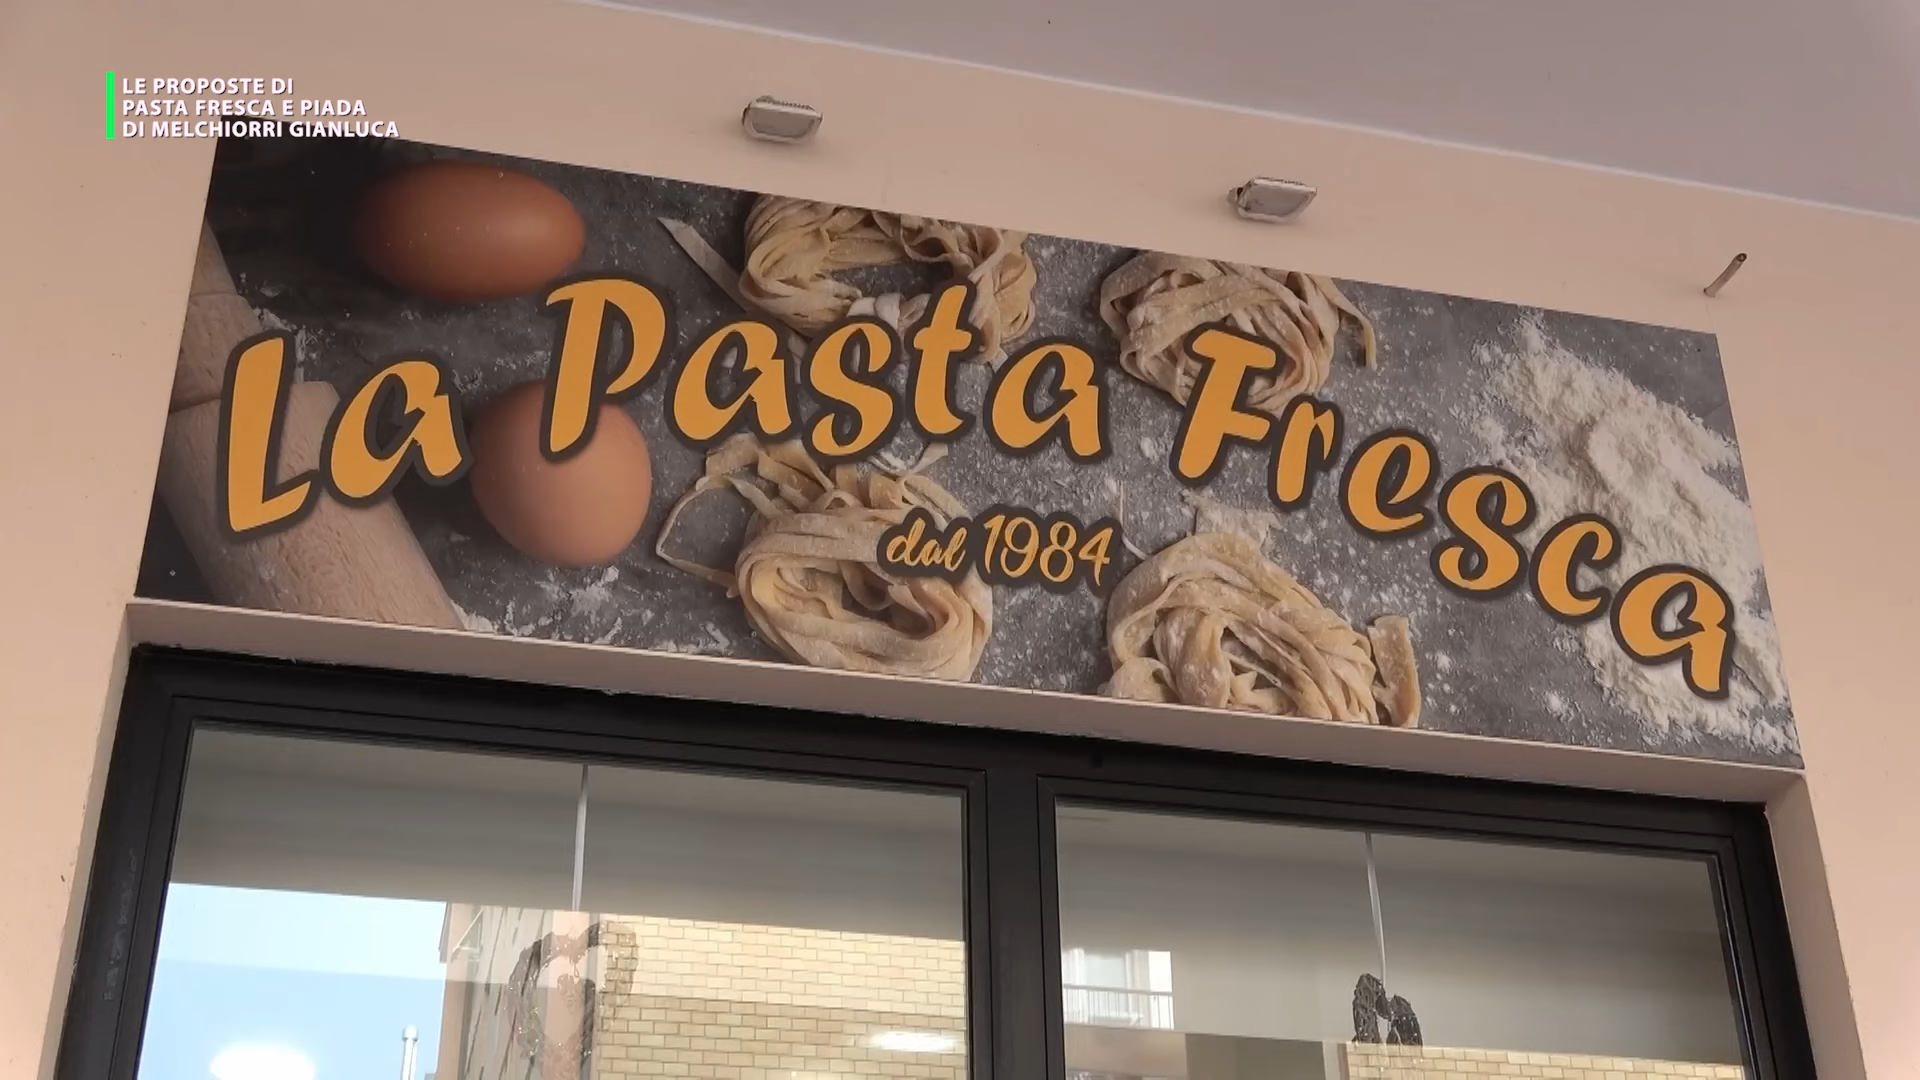 LE PROPOSTE DI
PASTA FRESCA E PIADA
DI MELCHIORRI GIANLUCA
La Pasta Fresca
dal 1984